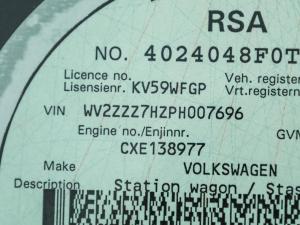 RSA
NO. 4024048F0T
Licence no. Veh. register
Lisensienr. KV59WFGP Vrt.registerr
VIN WV2ZZZ7HZPH007696
Engine no./Enjinnr. GVM
CXE138977
Make VOLKSWAGEN
Description Station wagon / Stas